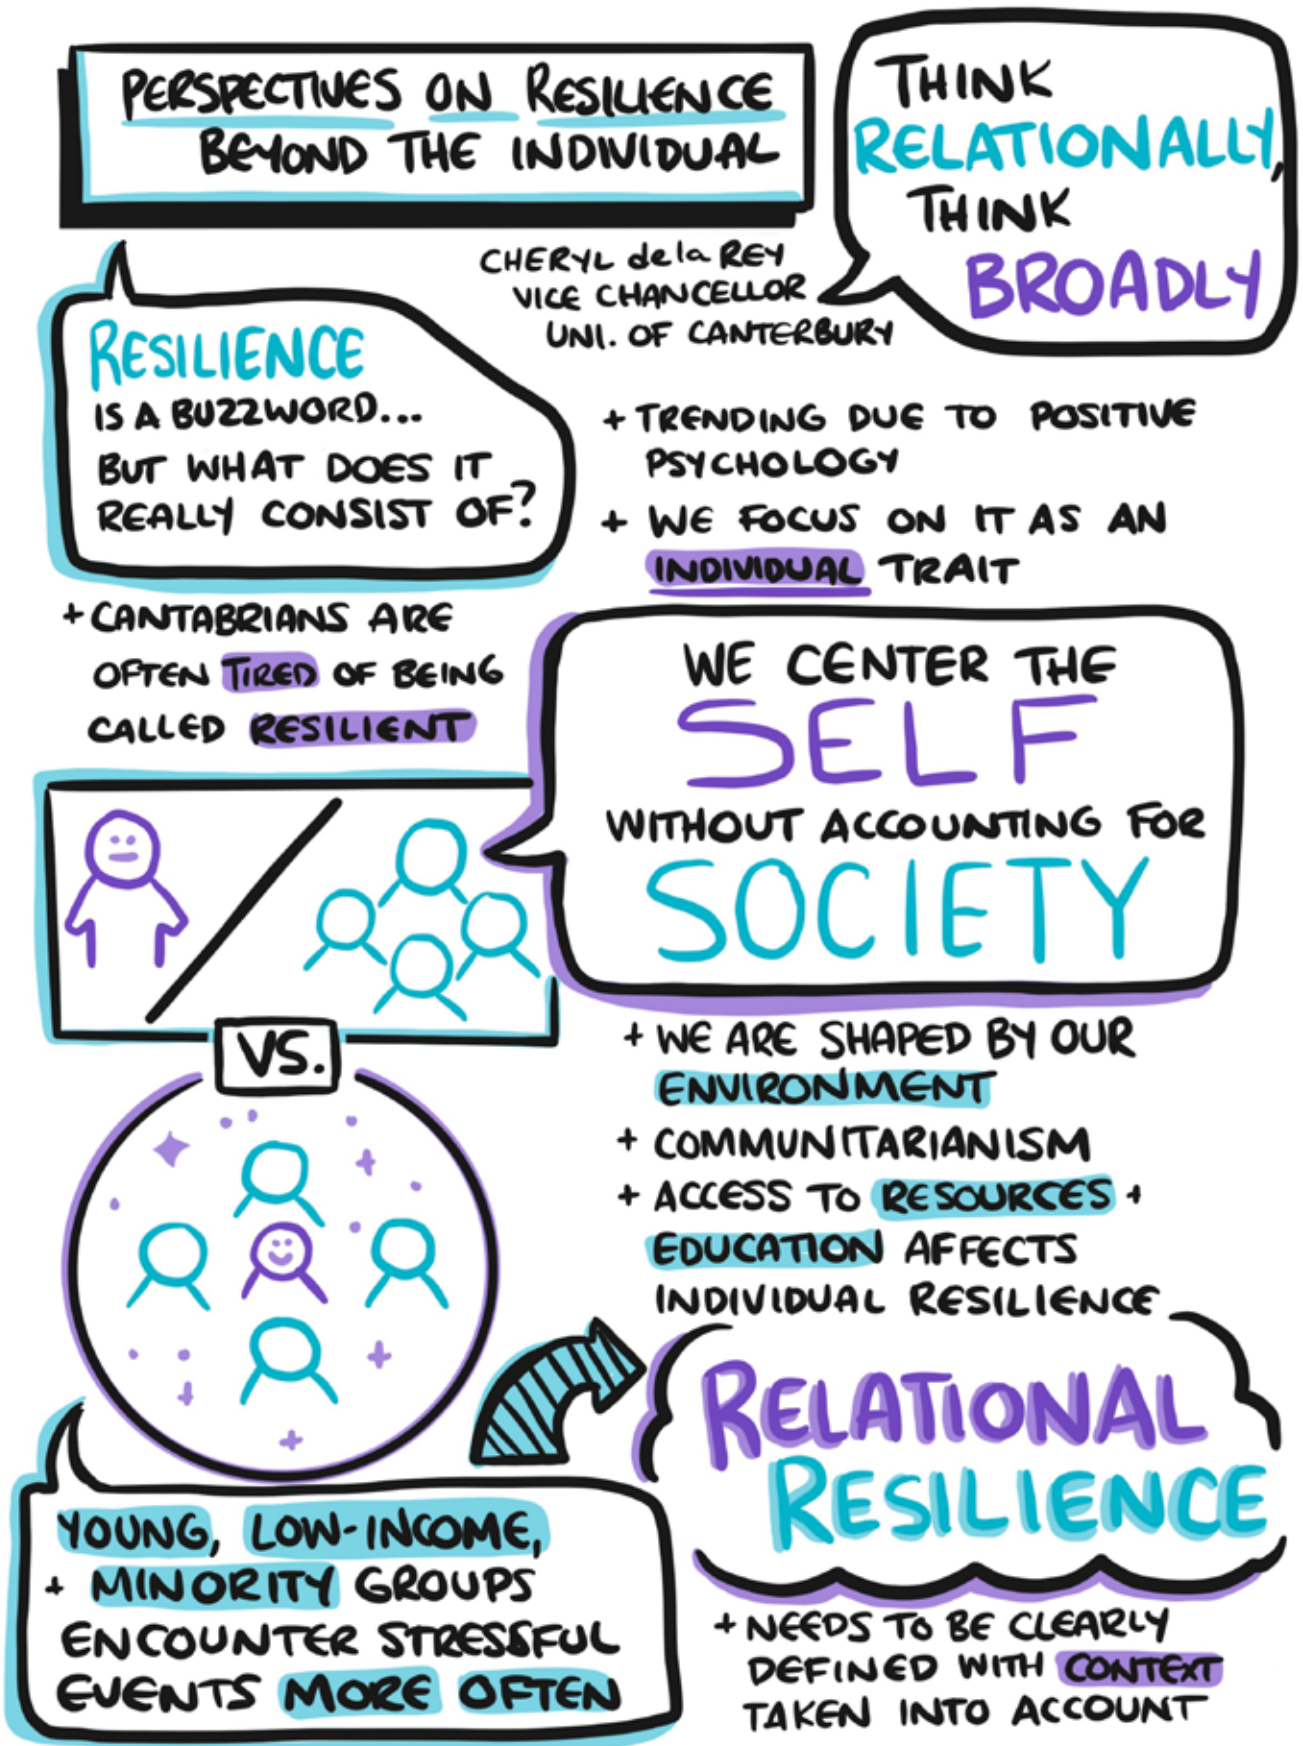 PERSPECTIVES ON RESILIENCE
BEYOND THE INDIVIDUAL
THINK
RELATIONALLY,
THINK
BROADLY
CHERYL de la REY
VICE CHANCELLOR
UNI. OF CANTERBURY
RESILIENCE
IS A BUZZWORD...
BUT WHAT DOES IT
REALLY CONSIST OF?
+ TRENDING DUE TO POSITIVE
PSYCHOLOGY
+ WE FOCUS ON IT AS AN
INDIVIDUAL TRAIT
+ CANTABRIANS ARE
OFTEN TIRED OF BEING
CALLED RESILIENT
WE CENTER THE
SELF
WITHOUT ACCOUNTING FOR
SOCIETY
VS.
+ WE ARE SHAPED BY OUR
ENVIRONMENT
+ COMMUNITARIANISM
+ ACCESS TO RESOURCES +
EDUCATION AFFECTS
INDIVIDUAL RESILIENCE
RELATIONAL
RESILIENCE
YOUNG, LOW-INCOME,
+ MINORITY GROUPS
ENCOUNTER STRESSFUL
EVENTS MORE OFTEN
+ NEEDS TO BE CLEARLY
DEFINED WITH CONTEXT
TAKEN INTO ACCOUNT